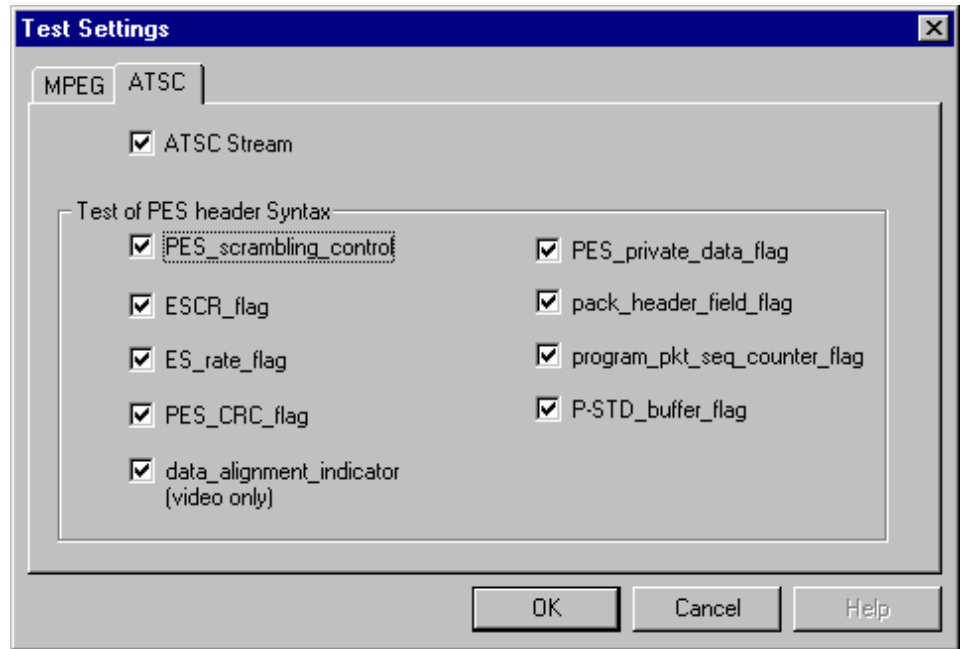 Test Settings
MPEG
ATSC
ATSC Stream
Test of PES header Syntax
PES_scrambling_control
ESCR_flag
ES_rate_flag
PES_CRC_flag
data_alignment_indicator
(video only)
PES_private_data_flag
pack_header_field_flag
program_pkt_seq_counter_flag
P-STD_buffer_flag
OK
Cancel
Help